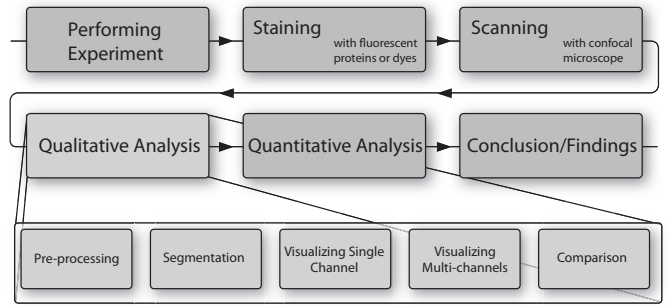 Performing
Experiment
Staining
with fluorescent
proteins or dyes
Scanning
with confocal
microscope
Qualitative Analysis
Quantitative Analysis
Conclusion/Findings
Pre-processing
Segmentation
Visualizing Single
Channel
Visualizing
Multi-channels
Comparison